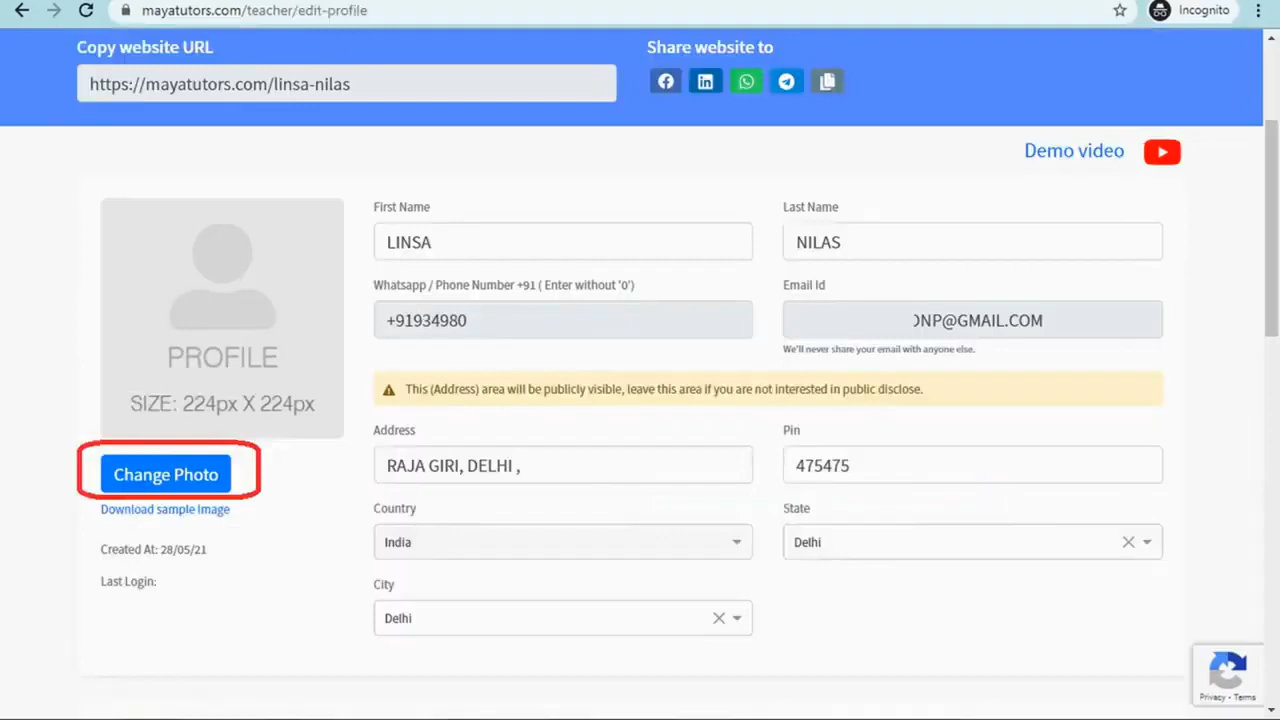 mayatutors.com/teacher/edit-profile
Incognito
Copy website URL
Share website to
https://mayatutors.com/linsa-nilas
Demo video
PROFILE
SIZE: 224px X 224px
Change Photo
Download sample Image
Created At: 28/05/21
Last Login:
First Name
Last Name
LINSA
NILAS
Whatsapp / Phone Number +91 ( Enter without '0')
Email Id
+91934980
NP@GMAIL.COM
We'll never share your email with anyone else.
This (Address) area will be publicly visible, leave this area if you are not interested in public disclose.
Address
Pin
RAJA GIRI, DELHI ,
475475
Country
State
India
Delhi
City
Delhi
Privacy - Terms